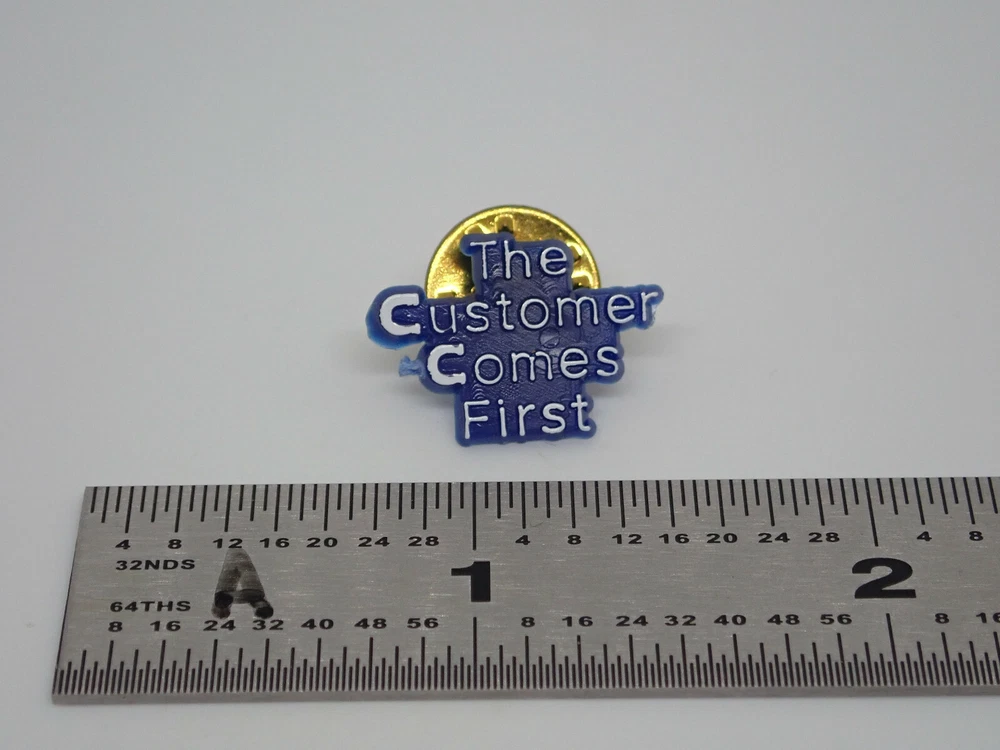 The
Customer
Comes
First
4 8 12 16 20 24 28 4 8 12 16 20 24 28 4 8
32NDS
1 2
A
64THS
8 16 24 32 40 48 56 8 16 24 32 40 48 56 8 16